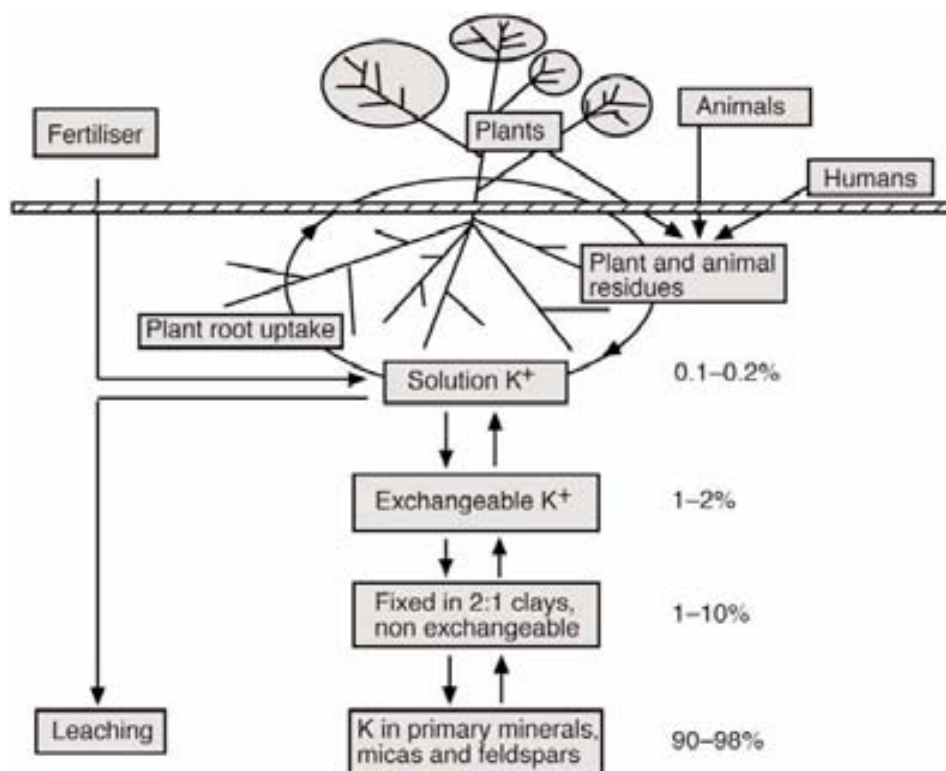 Fertiliser
Plants
Animals
Humans
Plant and animal
residues
Plant root uptake
Solution K⁺
0.1–0.2%
Exchangeable K⁺
1–2%
Fixed in 2:1 clays,
non exchangeable
1–10%
Leaching
K in primary minerals,
micas and feldspars
90–98%